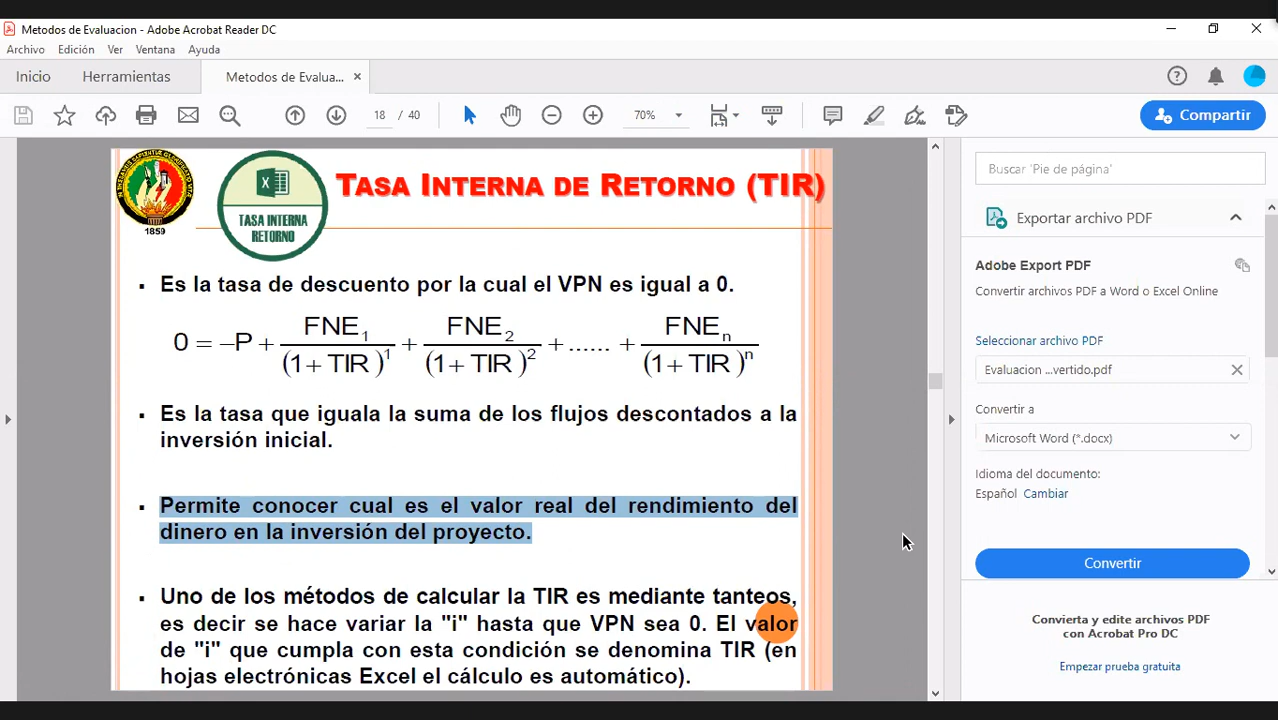 Metodos de Evaluacion - Adobe Acrobat Reader DC
Archivo Edición Ver Ventana Ayuda
Inicio Herramientas Metodos de Evalua... ×
18 / 40 70% Compartir
TASA INTERNA DE RETORNO (TIR)
TASA INTERNA
RETORNO
1859
▪ Es la tasa de descuento por la cual el VPN es igual a 0.
0 = –P + FNE₁/(1+ TIR)¹ + FNE₂/(1+ TIR)² + ...... + FNEₙ/(1+ TIR)ⁿ
▪ Es la tasa que iguala la suma de los flujos descontados a la
inversión inicial.
▪ Permite conocer cual es el valor real del rendimiento del
dinero en la inversión del proyecto.
▪ Uno de los métodos de calcular la TIR es mediante tanteos,
es decir se hace variar la "i" hasta que VPN sea 0. El valor
de "i" que cumpla con esta condición se denomina TIR (en
hojas electrónicas Excel el cálculo es automático).
Buscar 'Pie de página'
Exportar archivo PDF
Adobe Export PDF
Convertir archivos PDF a Word o Excel Online
Seleccionar archivo PDF
Evaluacion ...vertido.pdf ×
Convertir a
Microsoft Word (*.docx)
Idioma del documento:
Español Cambiar
Convertir
Convierta y edite archivos PDF
con Acrobat Pro DC
Empezar prueba gratuita